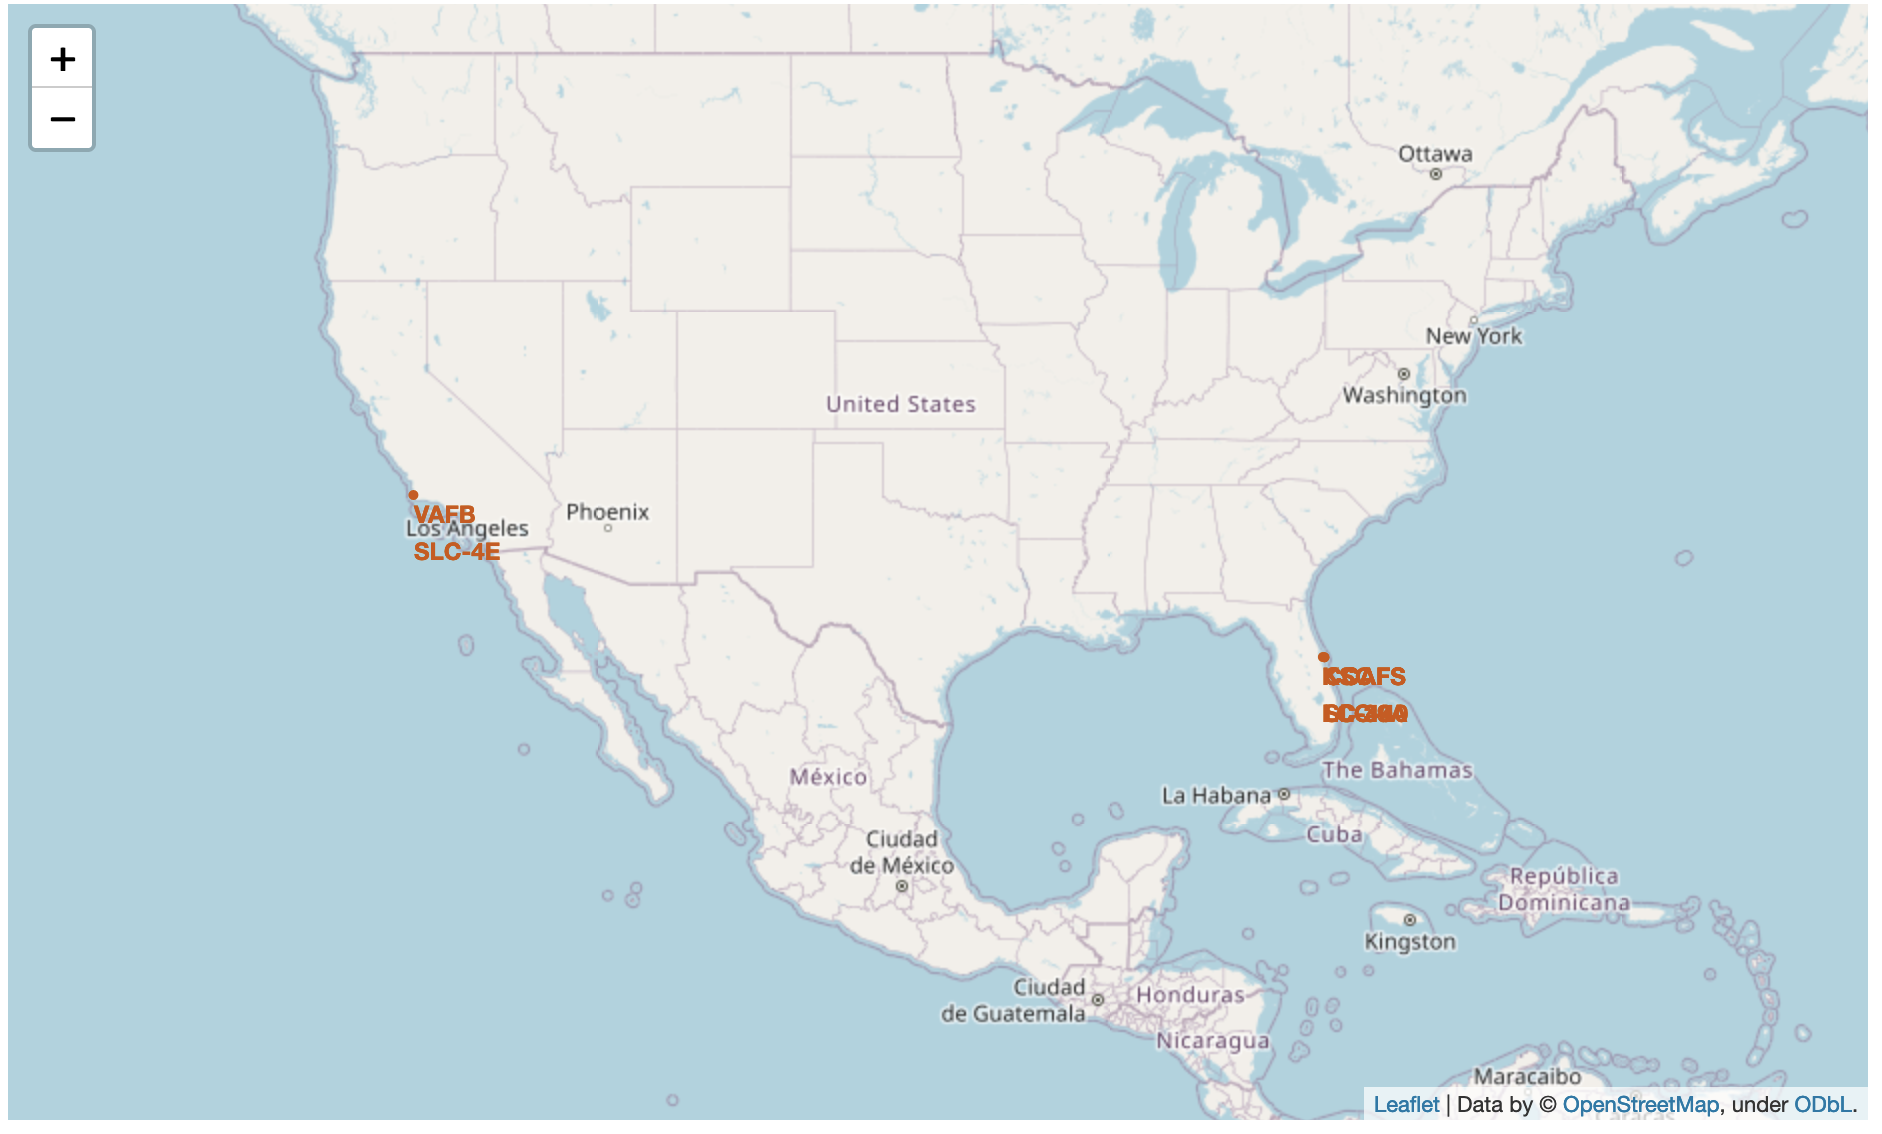 +
−
Ottawa
New York
Washington
United States
VAFB
Los Angeles
SLC-4E
Phoenix
The Bahamas
México
La Habana
Cuba
Ciudad
de México
República
Dominicana
Kingston
Ciudad
de Guatemala
Honduras
Nicaragua
Maracaibo
Leaflet | Data by © OpenStreetMap, under ODbL.